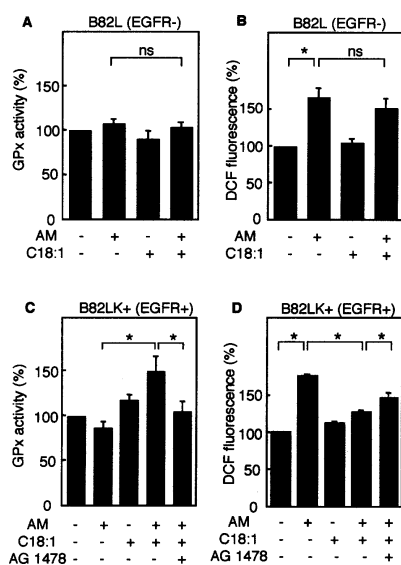 A
B82L (EGFR-)
ns
GPx activity (%)
150
100
50
0
AM - + - +
C18:1 - - + +
B
B82L (EGFR-)
* ns
DCF fluorescence (%)
150
100
50
0
AM - + - +
C18:1 - - + +
C
B82LK+ (EGFR+)
* *
GPx activity (%)
150
100
50
0
AM - + - + +
C18:1 - - + + +
AG 1478 - - - - +
D
B82LK+ (EGFR+)
* * *
DCF fluorescence (%)
150
100
50
0
AM - + - + +
C18:1 - - + + +
AG 1478 - - - - +